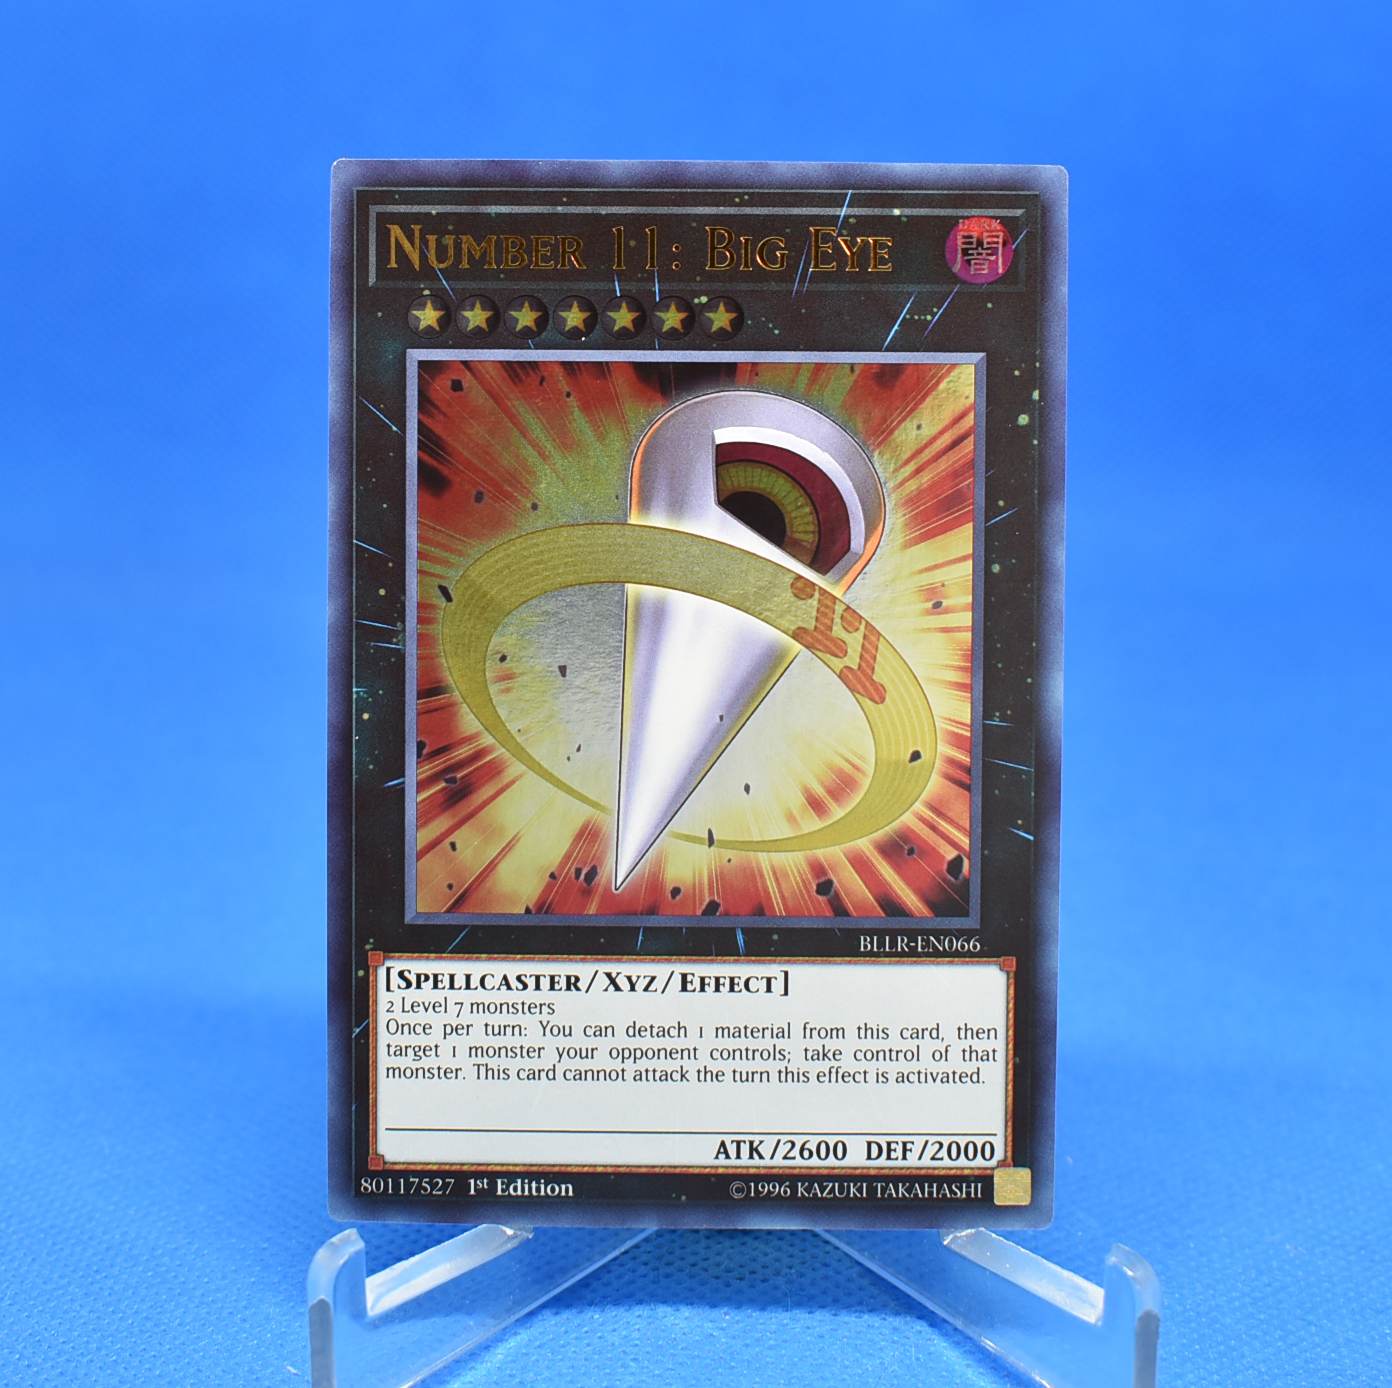 NUMBER 11: BIG EYE
DARK
闇
11
BLLR-EN066
[SPELLCASTER/XYZ/EFFECT]
2 Level 7 monsters
Once per turn: You can detach 1 material from this card, then
target 1 monster your opponent controls; take control of that
monster. This card cannot attack the turn this effect is activated.
ATK/2600 DEF/2000
80117527 1st Edition
©1996 KAZUKI TAKAHASHI